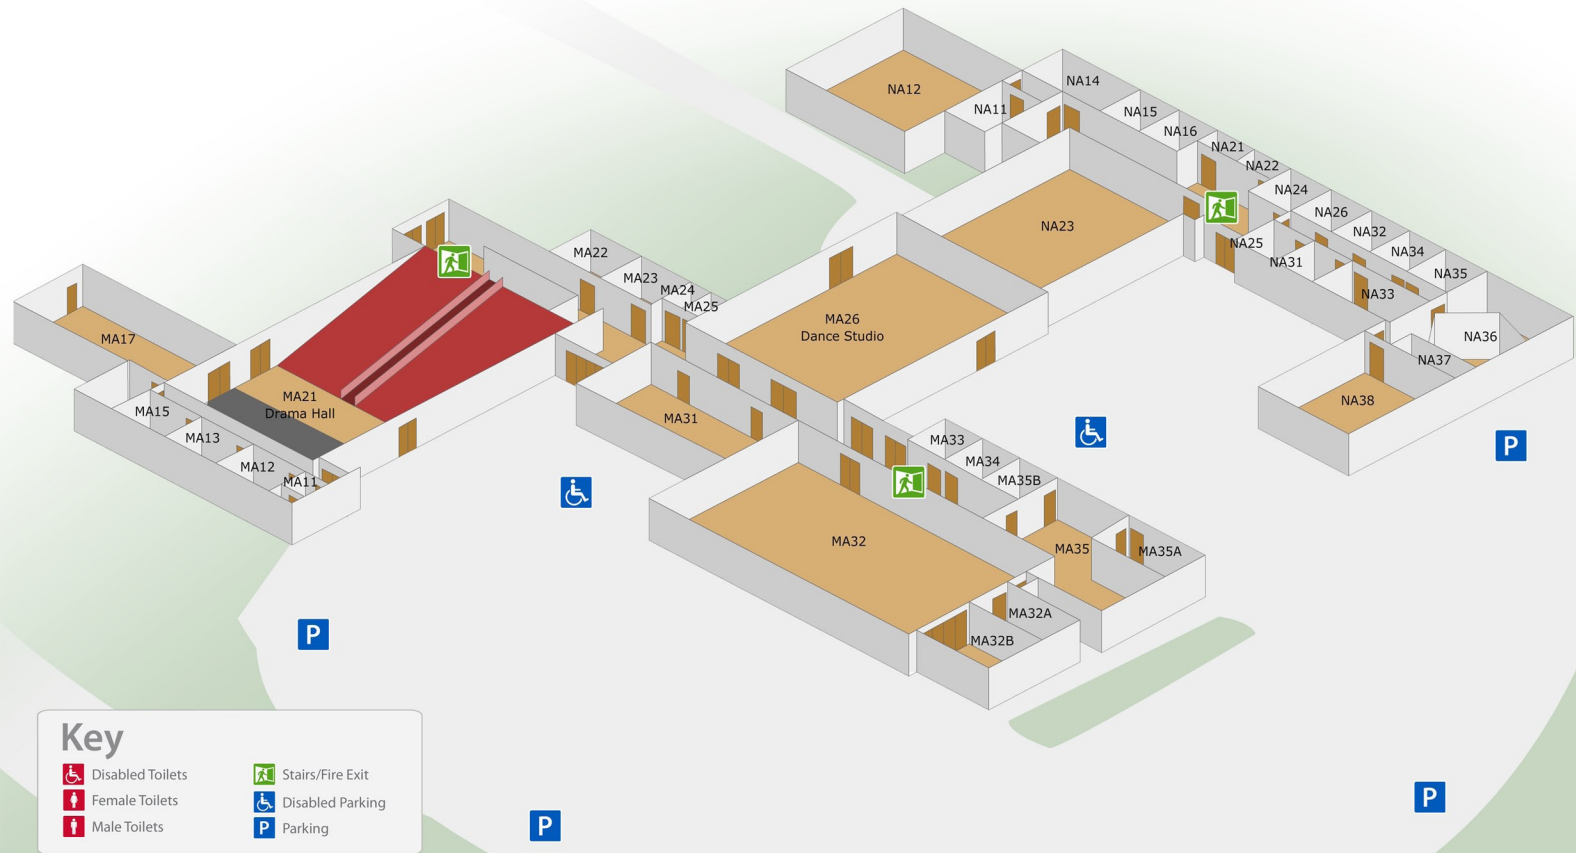 NA12
NA11
NA14
NA15
NA16
NA21
NA22
NA24
NA26
NA32
NA34
NA35
NA23
NA25
NA31
NA33
NA36
NA37
NA38
MA22
MA23
MA24
MA25
MA26
Dance Studio
MA17
MA21
Drama Hall
MA15
MA13
MA12
MA11
MA31
MA33
MA34
MA35B
MA32
MA35
MA35A
MA32A
MA32B
P
P
P
P
Key
Disabled Toilets
Female Toilets
Male Toilets
Stairs/Fire Exit
Disabled Parking
P Parking